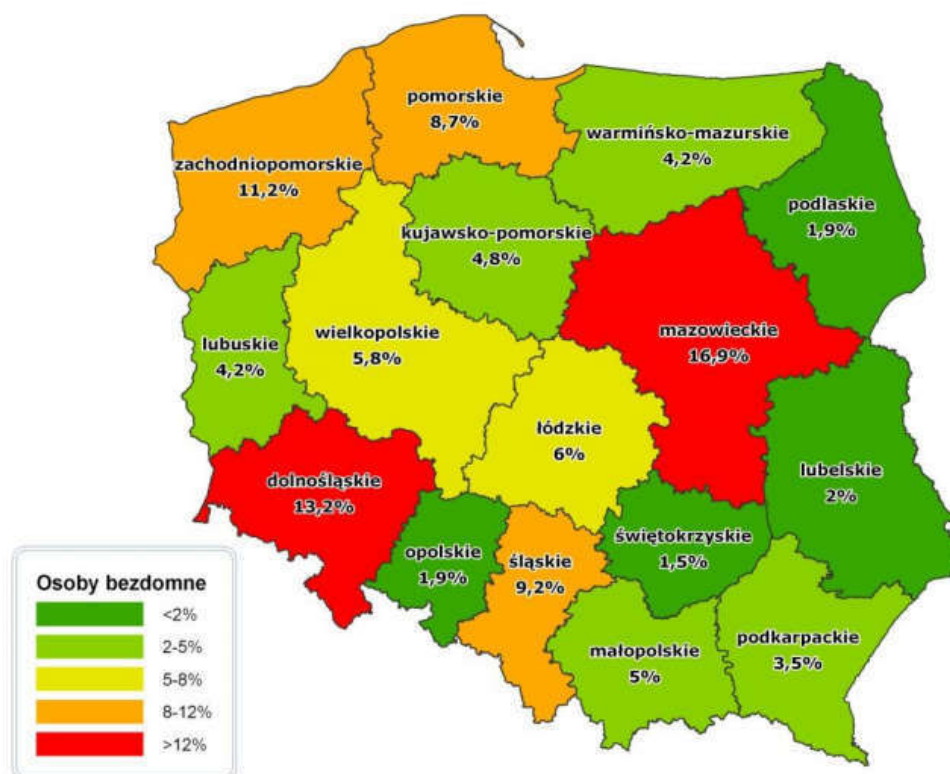 pomorskie
8,7%
warmińsko-mazurskie
4,2%
zachodniopomorskie
11,2%
podlaskie
1,9%
kujawsko-pomorskie
4,8%
mazowieckie
16,9%
wielkopolskie
5,8%
lubuskie
4,2%
łódzkie
6%
lubelskie
2%
dolnośląskie
13,2%
świętokrzyskie
1,5%
opolskie
1,9%
śląskie
9,2%
podkarpackie
3,5%
małopolskie
5%
Osoby bezdomne
<2%
2-5%
5-8%
8-12%
>12%